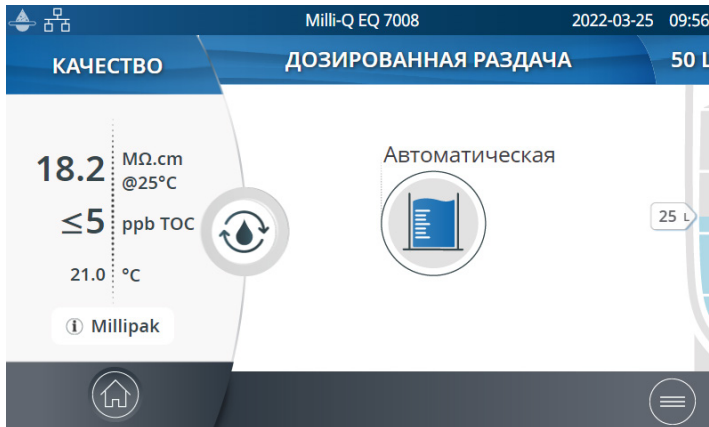 Milli-Q EQ 7008
2022-03-25 09:56
КАЧЕСТВО
ДОЗИРОВАННАЯ РАЗДАЧА
50 L
18.2 MΩ.cm
@25°C
≤5 ppb TOC
21.0 °C
i Millipak
Автоматическая
25 L